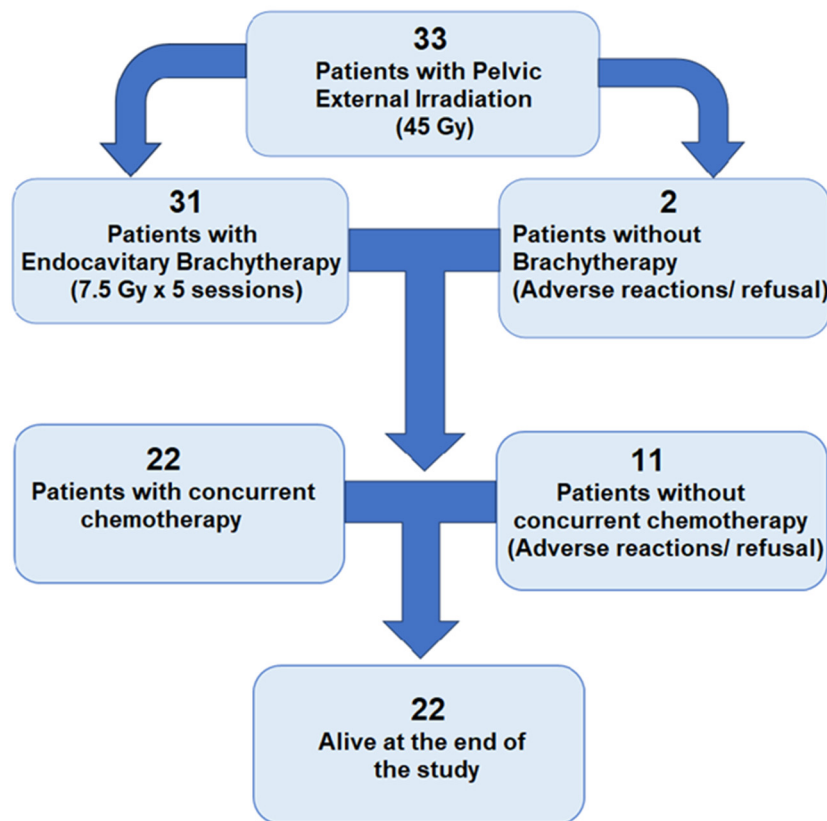 33
Patients with Pelvic
External Irradiation
(45 Gy)
31
Patients with
Endocavitary Brachytherapy
(7.5 Gy x 5 sessions)
2
Patients without
Brachytherapy
(Adverse reactions/ refusal)
22
Patients with concurrent
chemotherapy
11
Patients without
concurrent chemotherapy
(Adverse reactions/ refusal)
22
Alive at the end of
the study